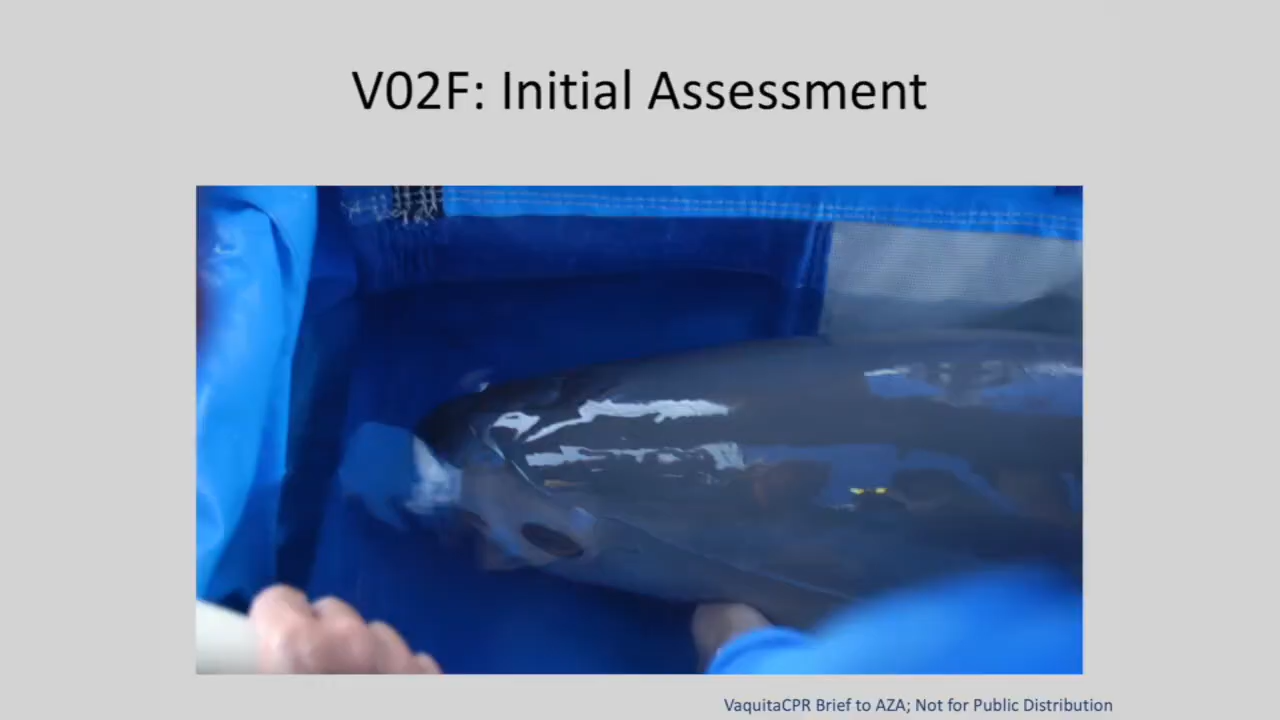 V02F: Initial Assessment
VaquitaCPR Brief to AZA; Not for Public Distribution